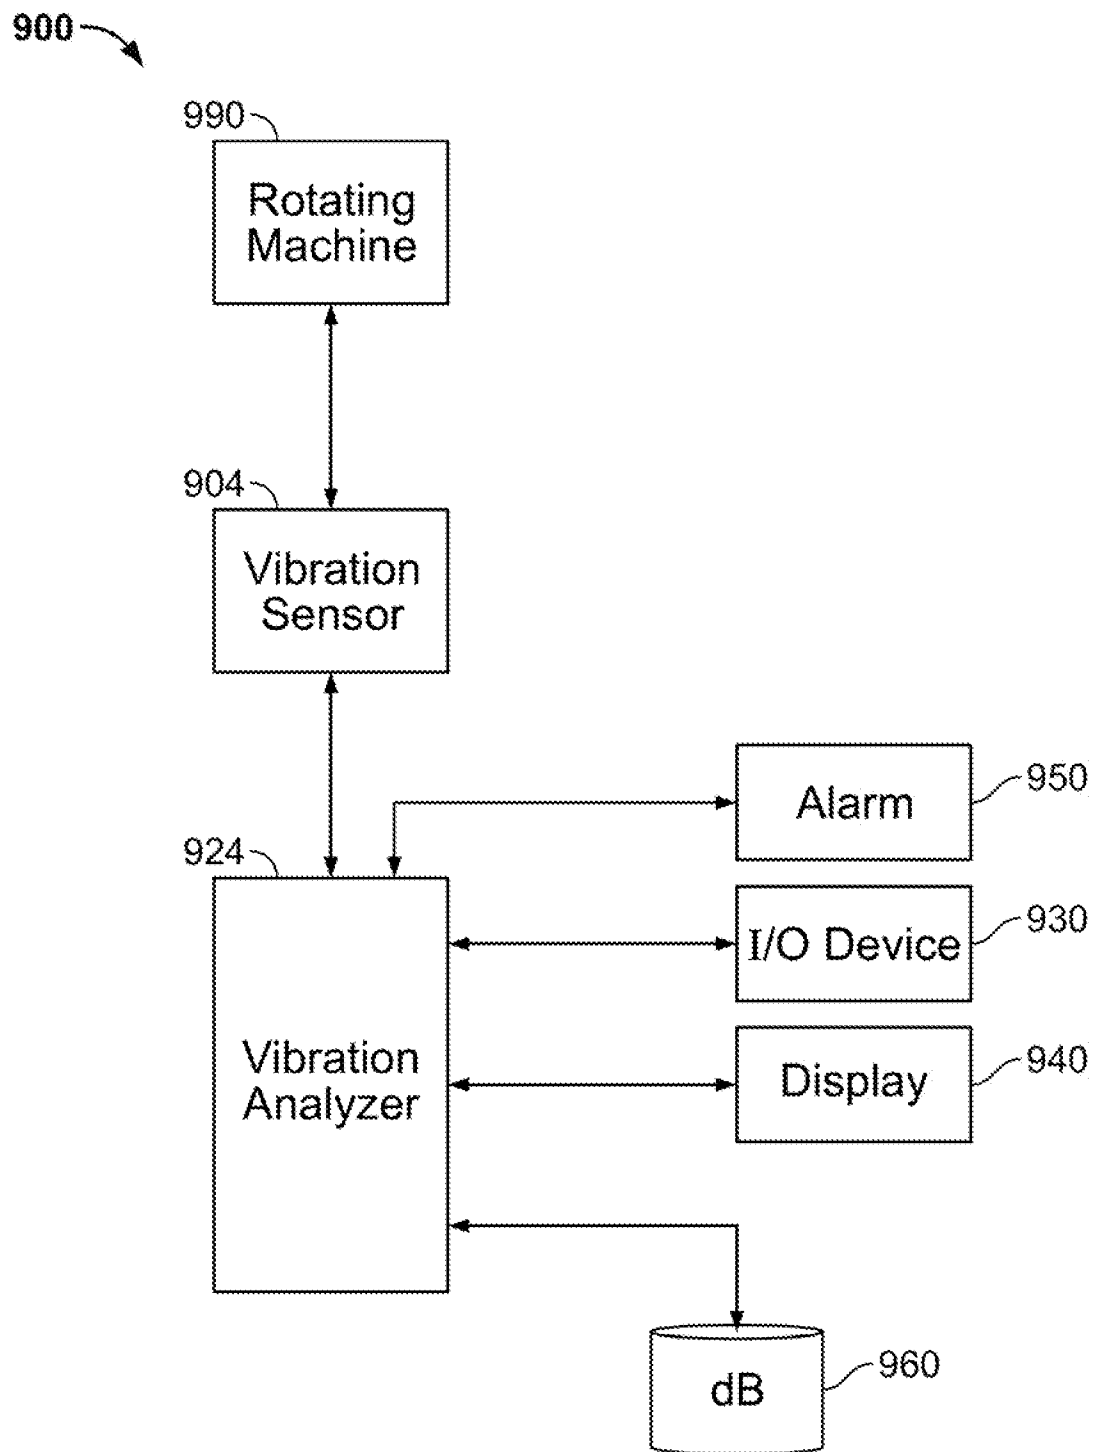 900
990
Rotating
Machine
904
Vibration
Sensor
Alarm
950
924
I/O Device
930
Vibration
Analyzer
Display
940
dB
960